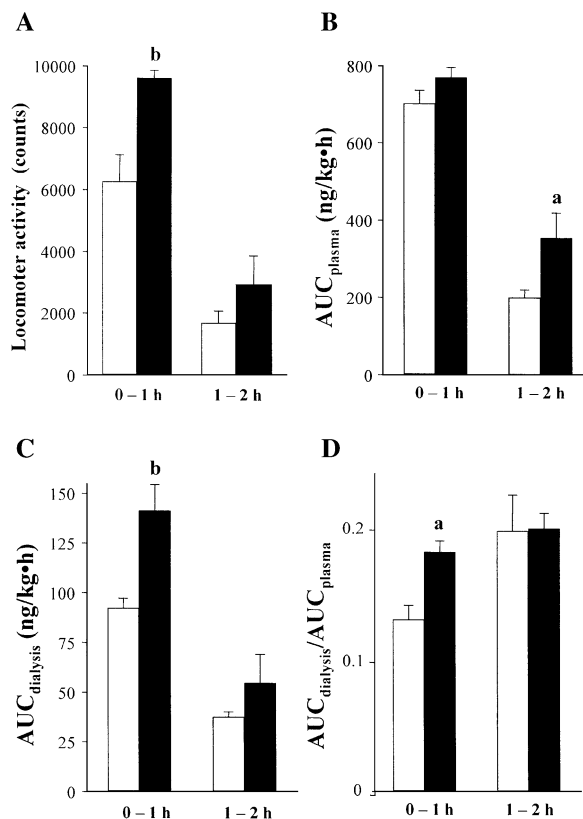 A
b
10000
8000
6000
4000
2000
0
Locomoter activity (counts)
0 – 1 h 1 – 2 h
B
a
800
600
400
200
0
AUCplasma (ng/kg•h)
0 – 1 h 1 – 2 h
C
b
150
125
100
75
50
25
0
AUCdialysis (ng/kg•h)
0 – 1 h 1 – 2 h
D
a
0.2
0.1
0
AUCdialysis/AUCplasma
0 – 1 h 1 – 2 h